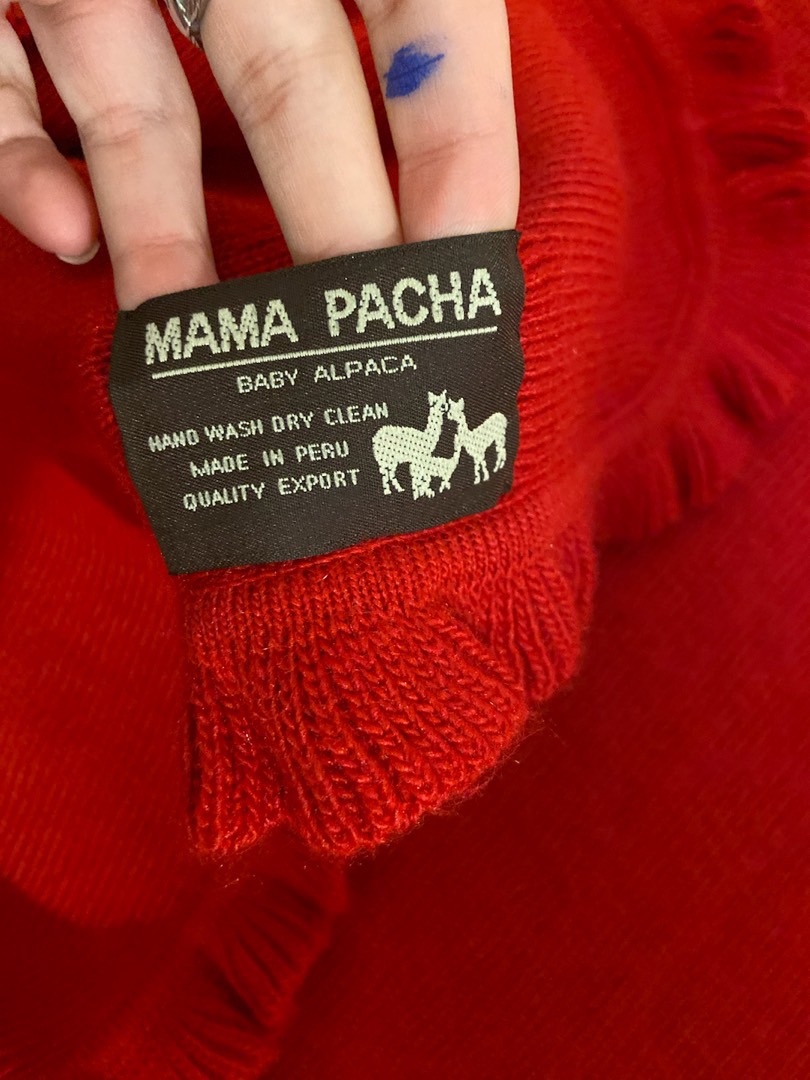 MAMA PACHA
BABY ALPACA
HAND WASH DRY CLEAN
MADE IN PERU
QUALITY EXPORT